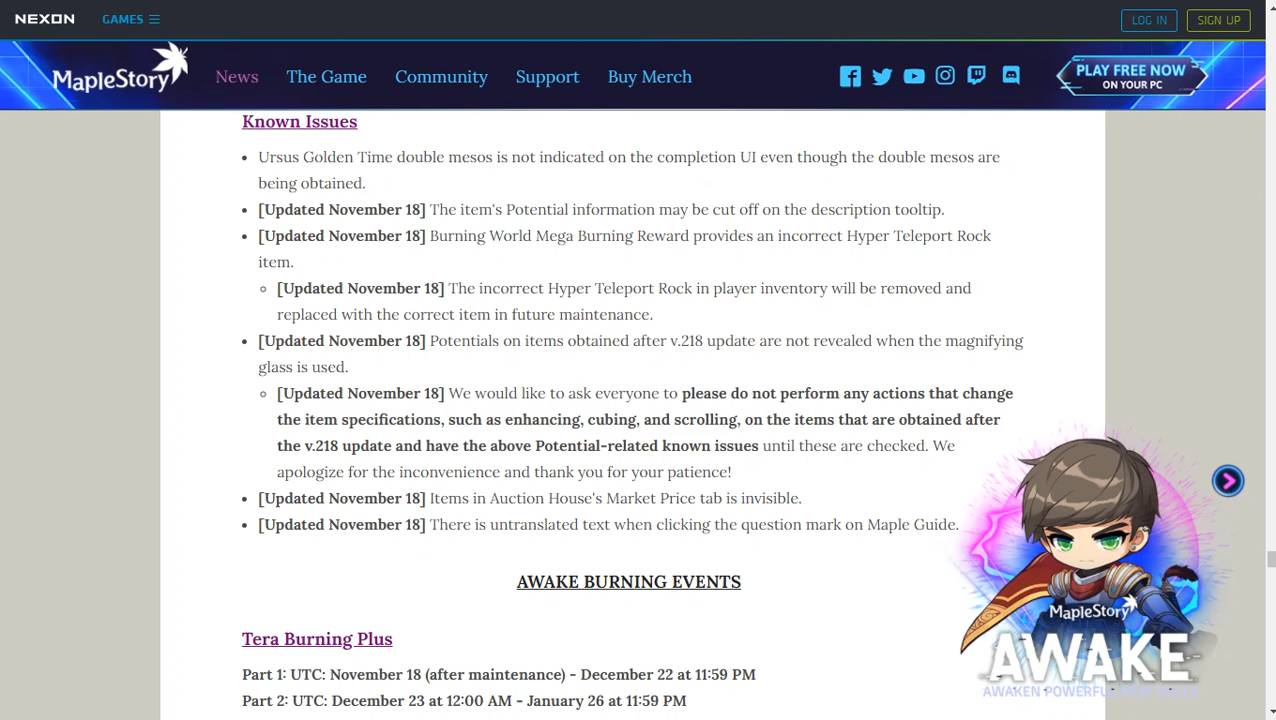 NEXON GAMES LOG IN SIGN UP
MapleStory News The Game Community Support Buy Merch PLAY FREE NOW
ON YOUR PC
Known Issues
Ursus Golden Time double mesos is not indicated on the completion UI even though the double mesos are
being obtained.
[Updated November 18] The item's Potential information may be cut off on the description tooltip.
[Updated November 18] Burning World Mega Burning Reward provides an incorrect Hyper Teleport Rock
item.
[Updated November 18] The incorrect Hyper Teleport Rock in player inventory will be removed and
replaced with the correct item in future maintenance.
[Updated November 18] Potentials on items obtained after v.218 update are not revealed when the magnifying
glass is used.
[Updated November 18] We would like to ask everyone to please do not perform any actions that change
the item specifications, such as enhancing, cubing, and scrolling, on the items that are obtained after
the v.218 update and have the above Potential-related known issues until these are checked. We
apologize for the inconvenience and thank you for your patience!
[Updated November 18] Items in Auction House's Market Price tab is invisible.
[Updated November 18] There is untranslated text when clicking the question mark on Maple Guide.
AWAKE BURNING EVENTS
Tera Burning Plus
Part 1: UTC: November 18 (after maintenance) - December 22 at 11:59 PM
Part 2: UTC: December 23 at 12:00 AM - January 26 at 11:59 PM
MapleStory
AWAKE
AWAKEN POWERFUL NEW SKILLS